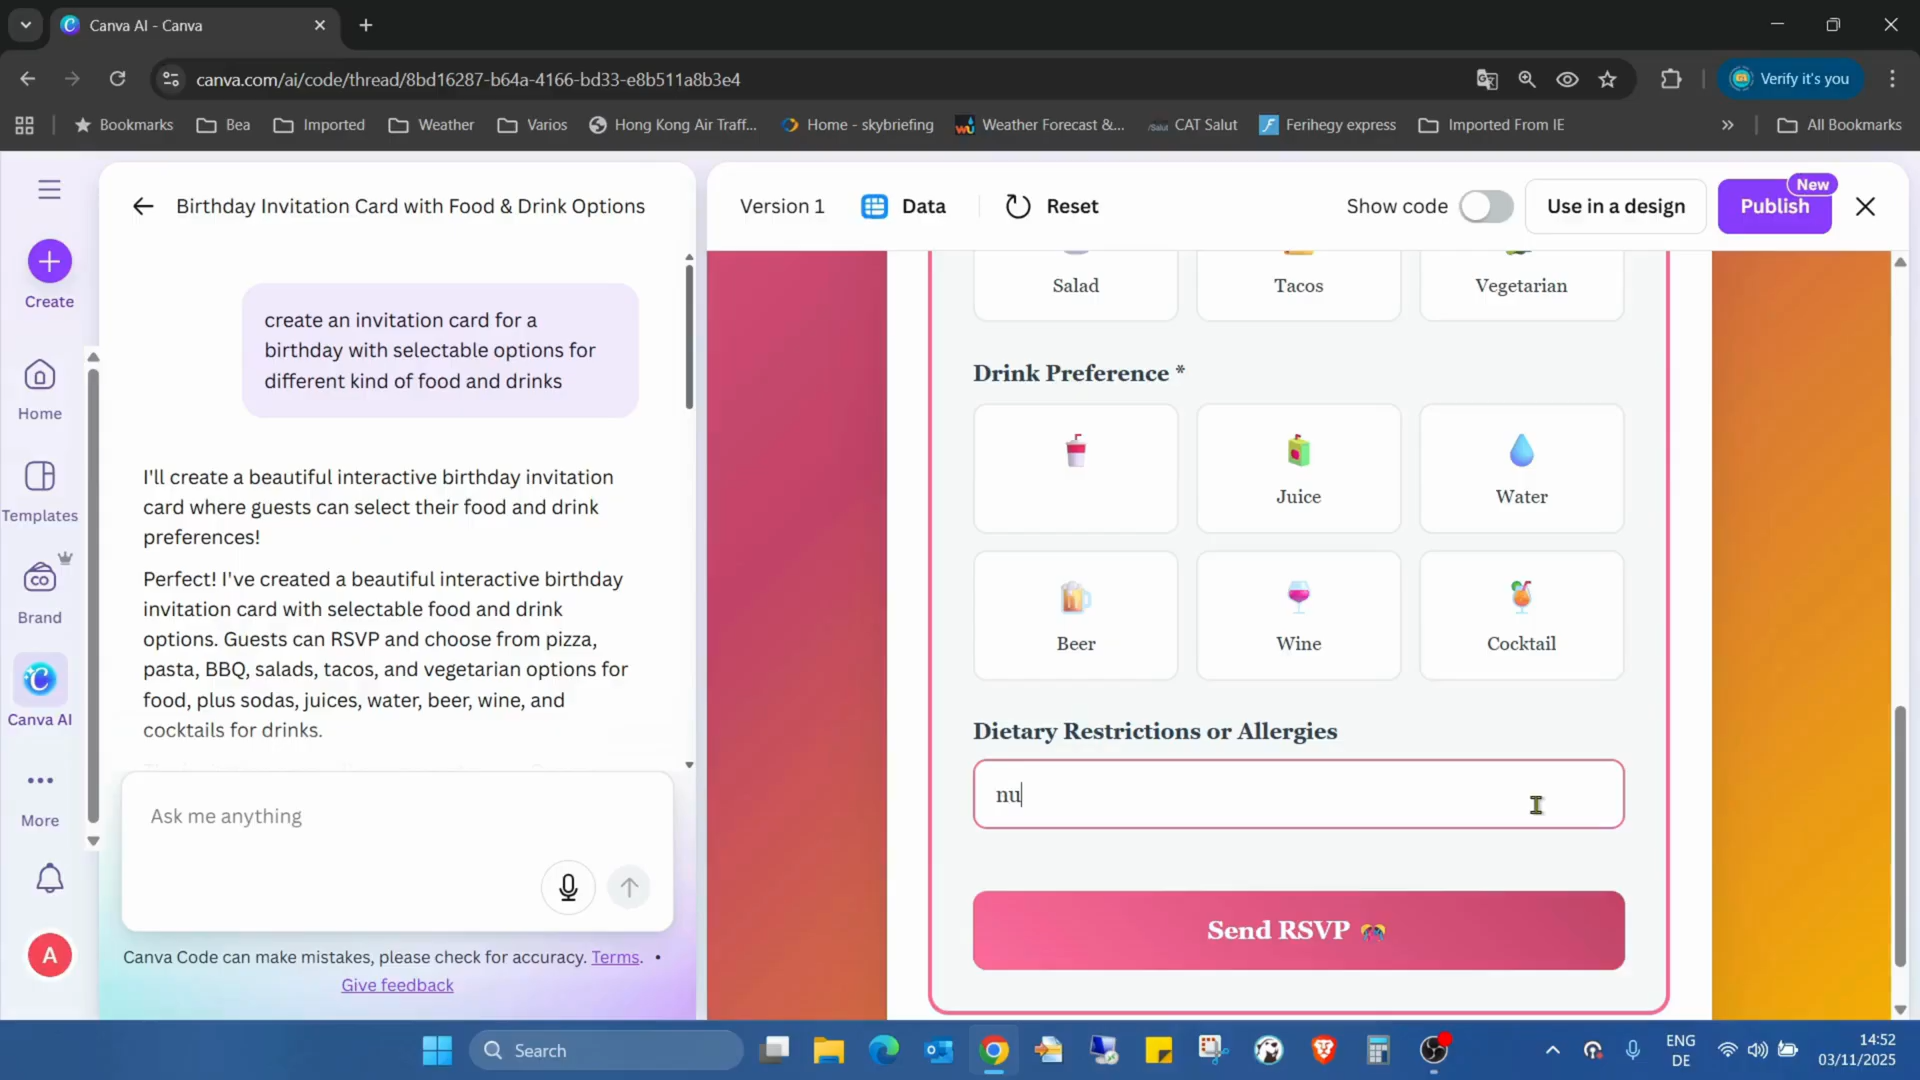 Canva AI - Canva
canva.com/ai/code/thread/8bd16287-b64a-4166-bd33-e8b511a8b3e4
Verify it's you
Bookmarks
Bea
Imported
Weather
Varios
Hong Kong Air Traff...
Home - skybriefing
Weather Forecast &...
CAT Salut
Ferihegy express
Imported From IE
All Bookmarks
Create
Home
Templates
Brand
Canva AI
More
A
Birthday Invitation Card with Food & Drink Options
create an invitation card for a
birthday with selectable options for
different kind of food and drinks
I'll create a beautiful interactive birthday invitation
card where guests can select their food and drink
preferences!
Perfect! I've created a beautiful interactive birthday
invitation card with selectable food and drink
options. Guests can RSVP and choose from pizza,
pasta, BBQ, salads, tacos, and vegetarian options for
food, plus sodas, juices, water, beer, wine, and
cocktails for drinks.
Ask me anything
Canva Code can make mistakes, please check for accuracy. Terms. •
Give feedback
Version 1
Data
Reset
Show code
Use in a design
Publish
New
Salad
Tacos
Vegetarian
Drink Preference *
Juice
Water
Beer
Wine
Cocktail
Dietary Restrictions or Allergies
nu
Send RSVP
Search
ENG
DE
14:52
03/11/2025